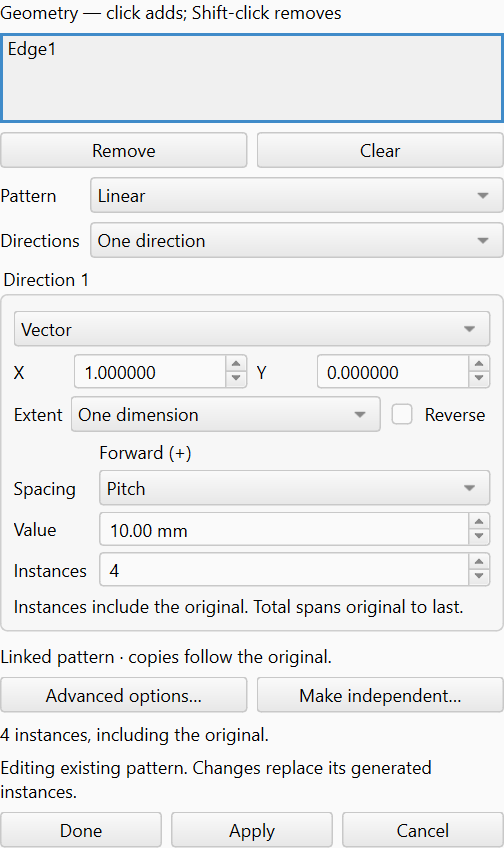 Geometry — click adds; Shift-click removes
Edge1
Remove Clear
Pattern Linear
Directions One direction
Direction 1
Vector
X 1.000000 Y 0.000000
Extent One dimension Reverse
Forward (+)
Spacing Pitch
Value 10.00 mm
Instances 4
Instances include the original. Total spans original to last.
Linked pattern · copies follow the original.
Advanced options... Make independent...
4 instances, including the original.
Editing existing pattern. Changes replace its generated
instances.
Done Apply Cancel